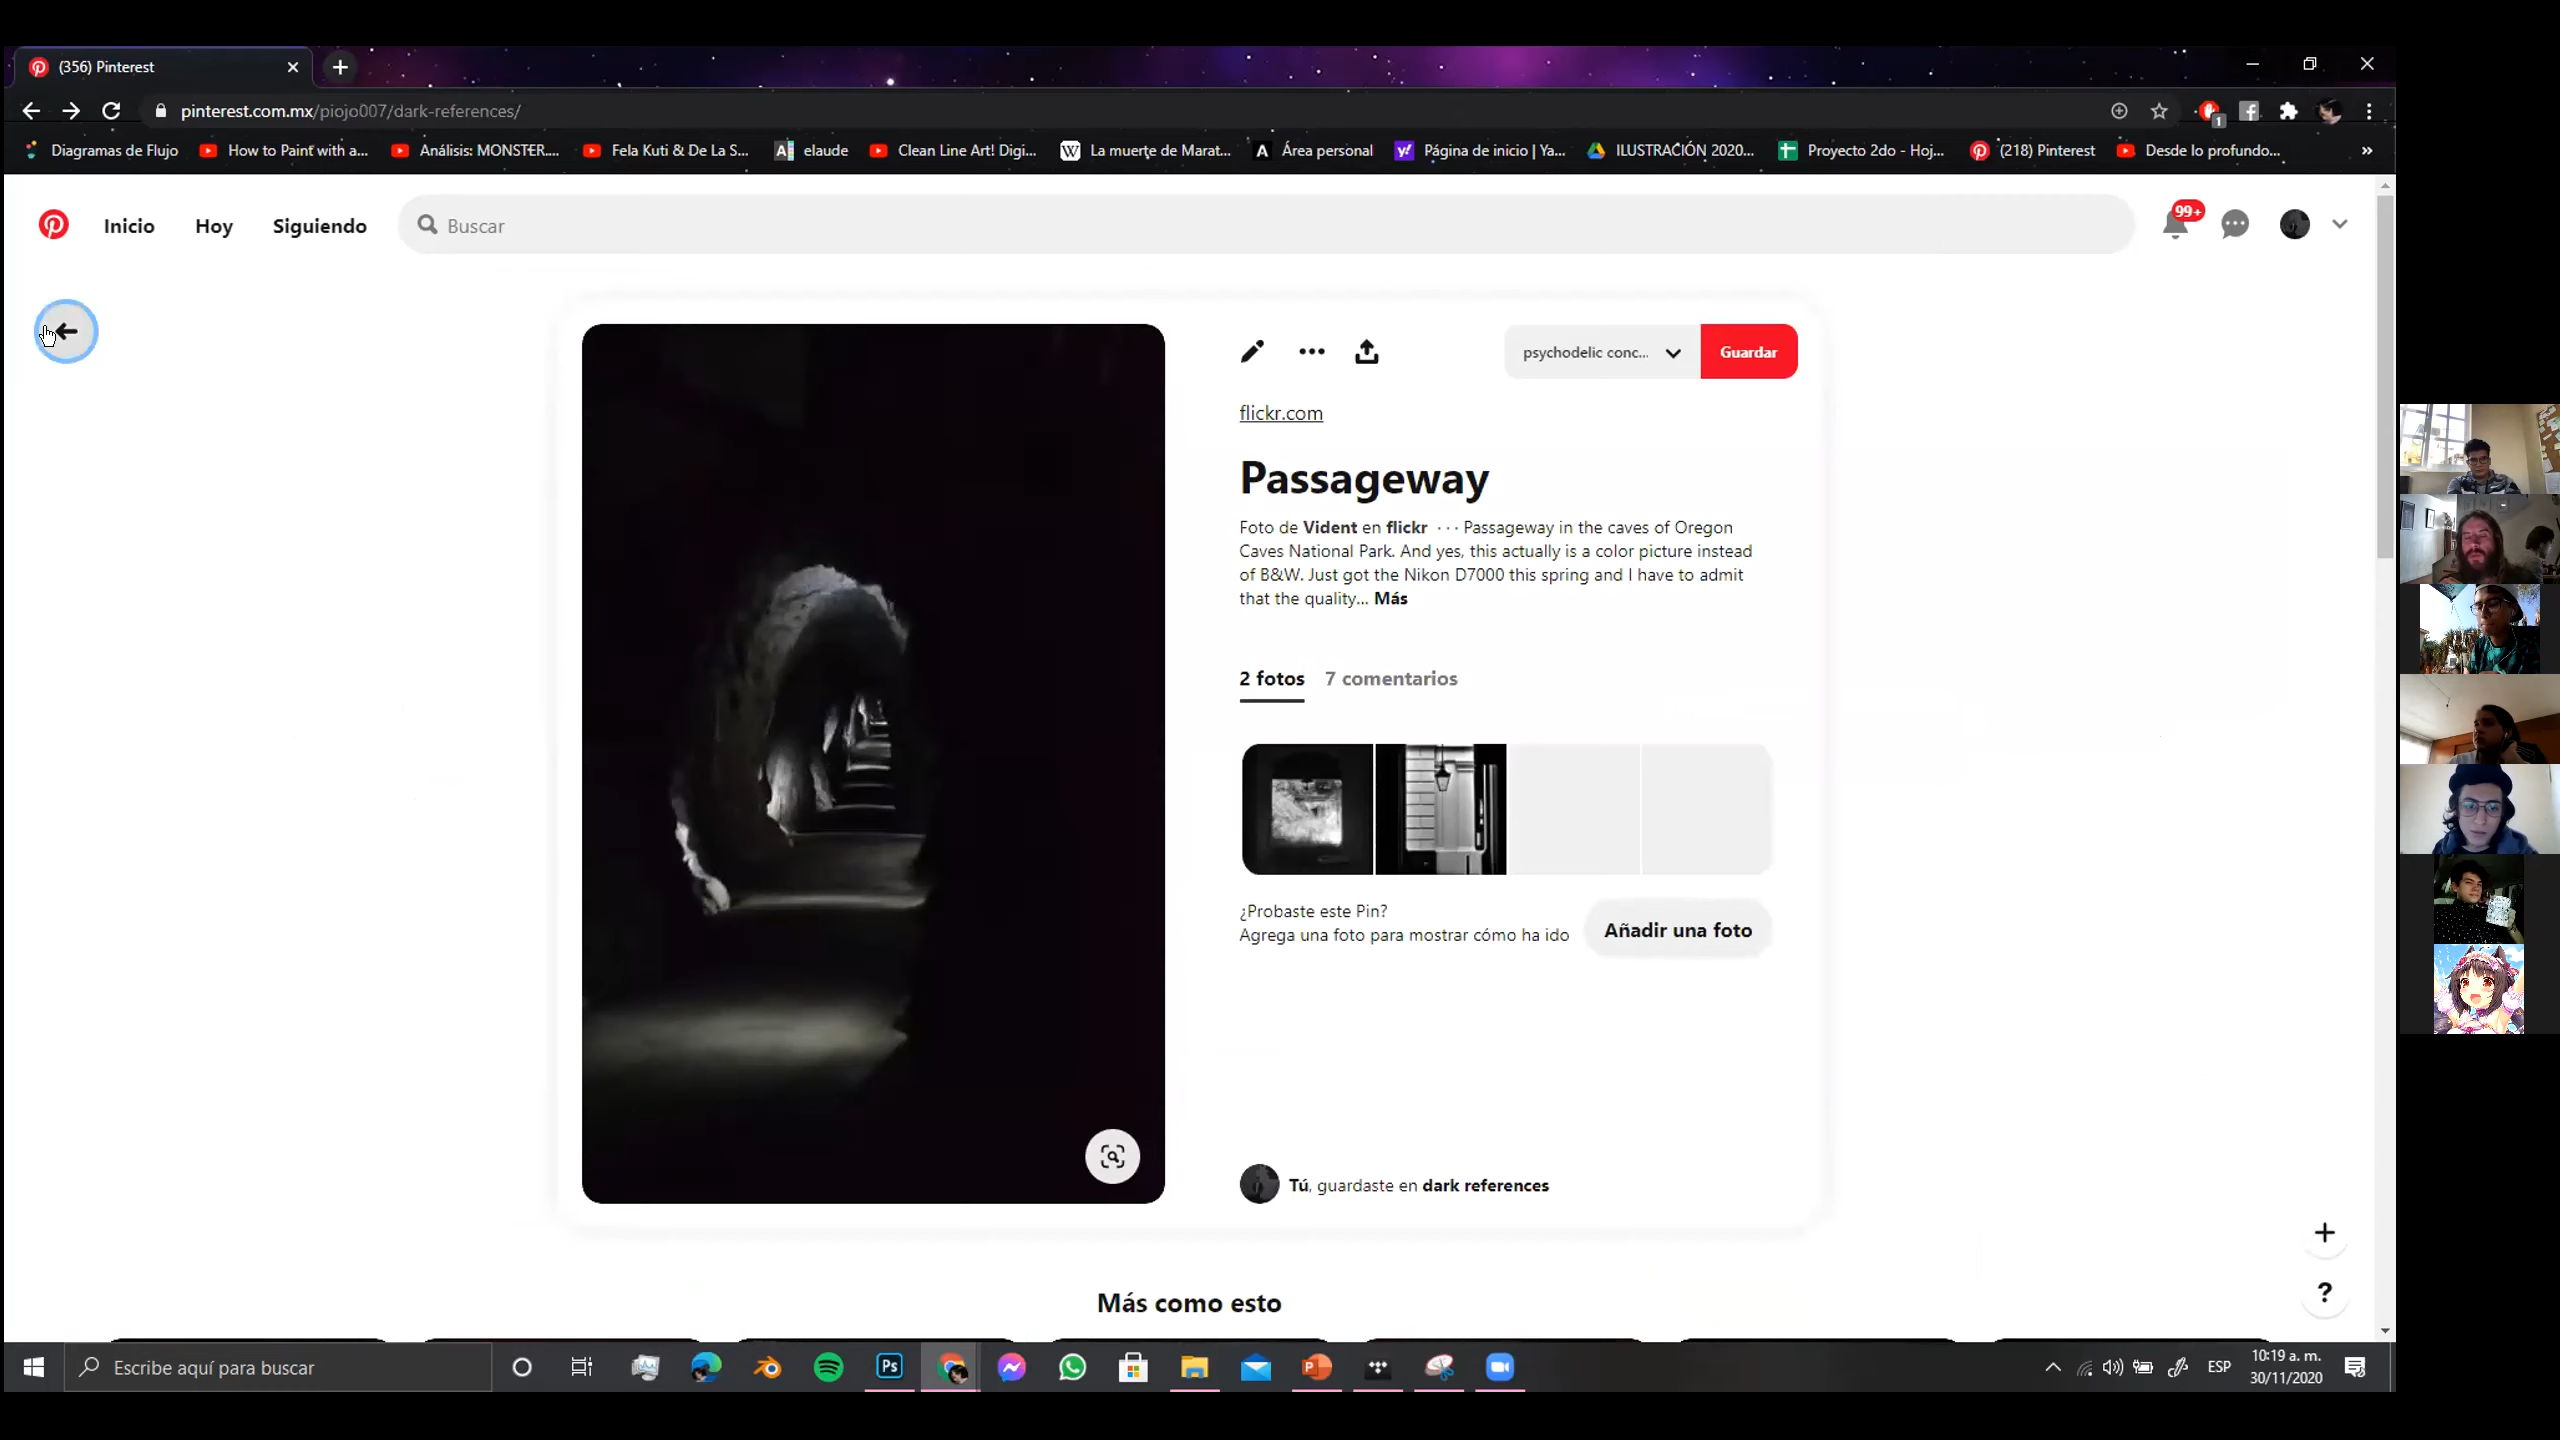 (356) Pinterest
pinterest.com.mx/piojo007/dark-references/
1
Diagramas de Flujo
How to Paint with a...
Análisis: MONSTER....
Fela Kuti & De La S...
elaude
Clean Line Art! Digi...
La muerte de Marat...
Área personal
Página de inicio | Ya...
ILUSTRACIÓN 2020...
Proyecto 2do - Hoj...
(218) Pinterest
Desde lo profundo...
»
Inicio
Hoy
Siguiendo
Buscar
99+
psychodelic conc...
Guardar
flickr.com
Passageway
Foto de Vident en flickr ··· Passageway in the caves of Oregon
Caves National Park. And yes, this actually is a color picture instead
of B&W. Just got the Nikon D7000 this spring and I have to admit
that the quality... Más
2 fotos
7 comentarios
¿Probaste este Pin?
Agrega una foto para mostrar cómo ha ido
Añadir una foto
Tú, guardaste en dark references
?
Más como esto
Escribe aquí para buscar
Ps
ESP
10:19 a. m.
30/11/2020